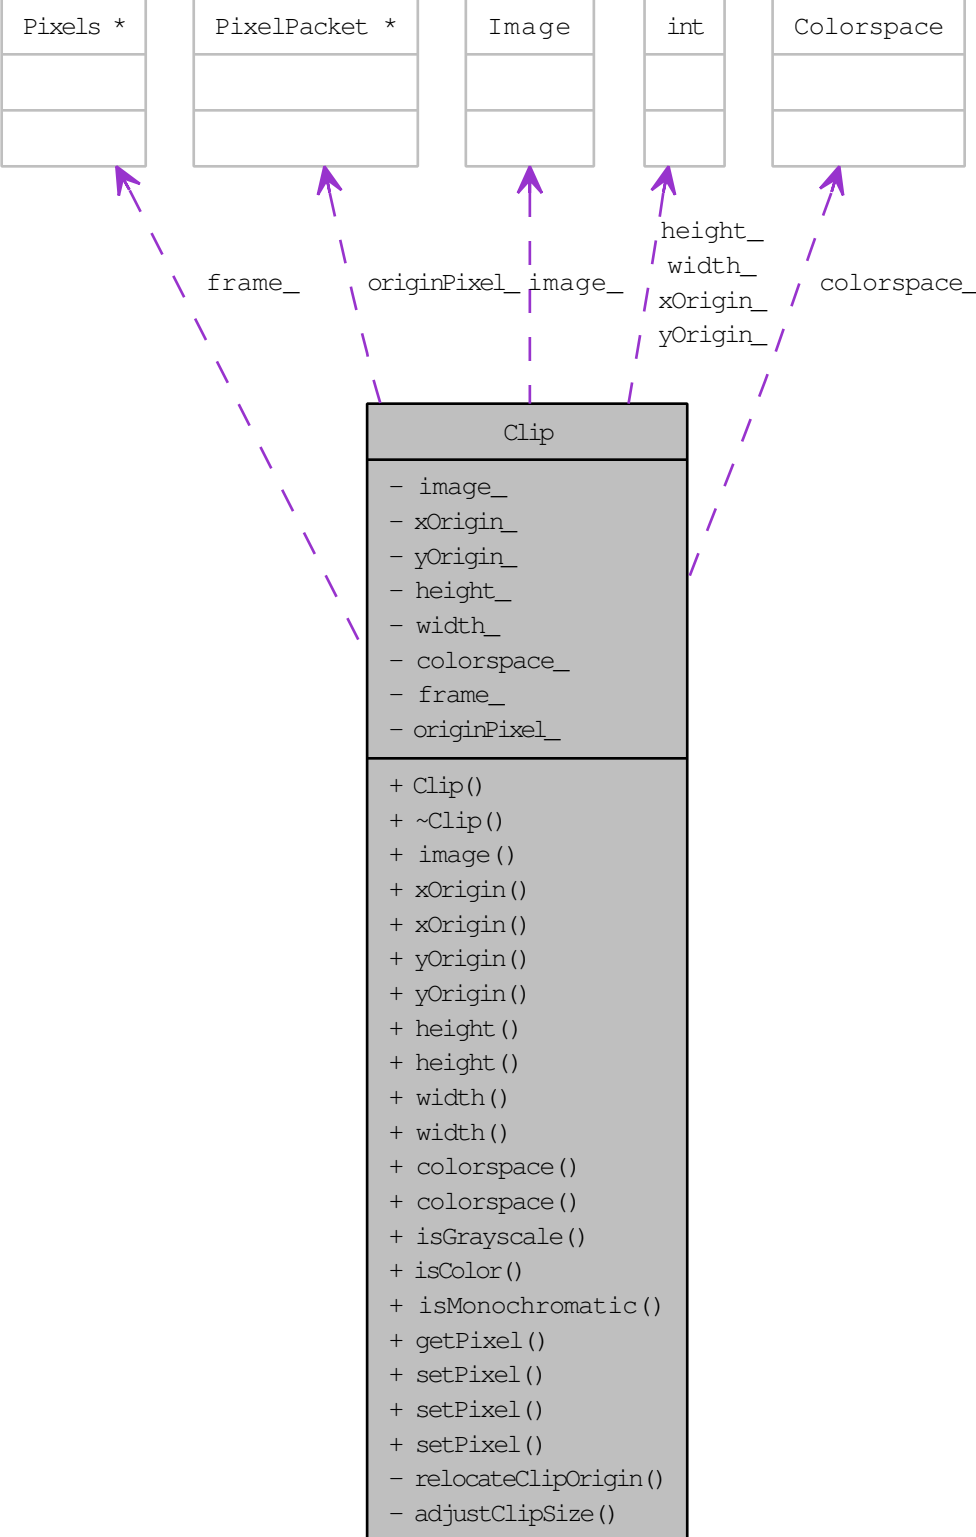 Pixels *
PixelPacket *
Image
int
Colorspace
height_
width_
frame_
originPixel_
image_
colorspace_
xOrigin_
yOrigin_
Clip
- image_
- xOrigin_
- yOrigin_
- height_
- width_
- colorspace_
- frame_
- originPixel_
+ Clip()
+ ~Clip()
+ image()
+ xOrigin()
+ xOrigin()
+ yOrigin()
+ yOrigin()
+ height()
+ height()
+ width()
+ width()
+ colorspace()
+ colorspace()
+ isGrayscale()
+ isColor()
+ isMonochromatic()
+ getPixel()
+ setPixel()
+ setPixel()
+ setPixel()
- relocateClipOrigin()
- adjustClipSize()